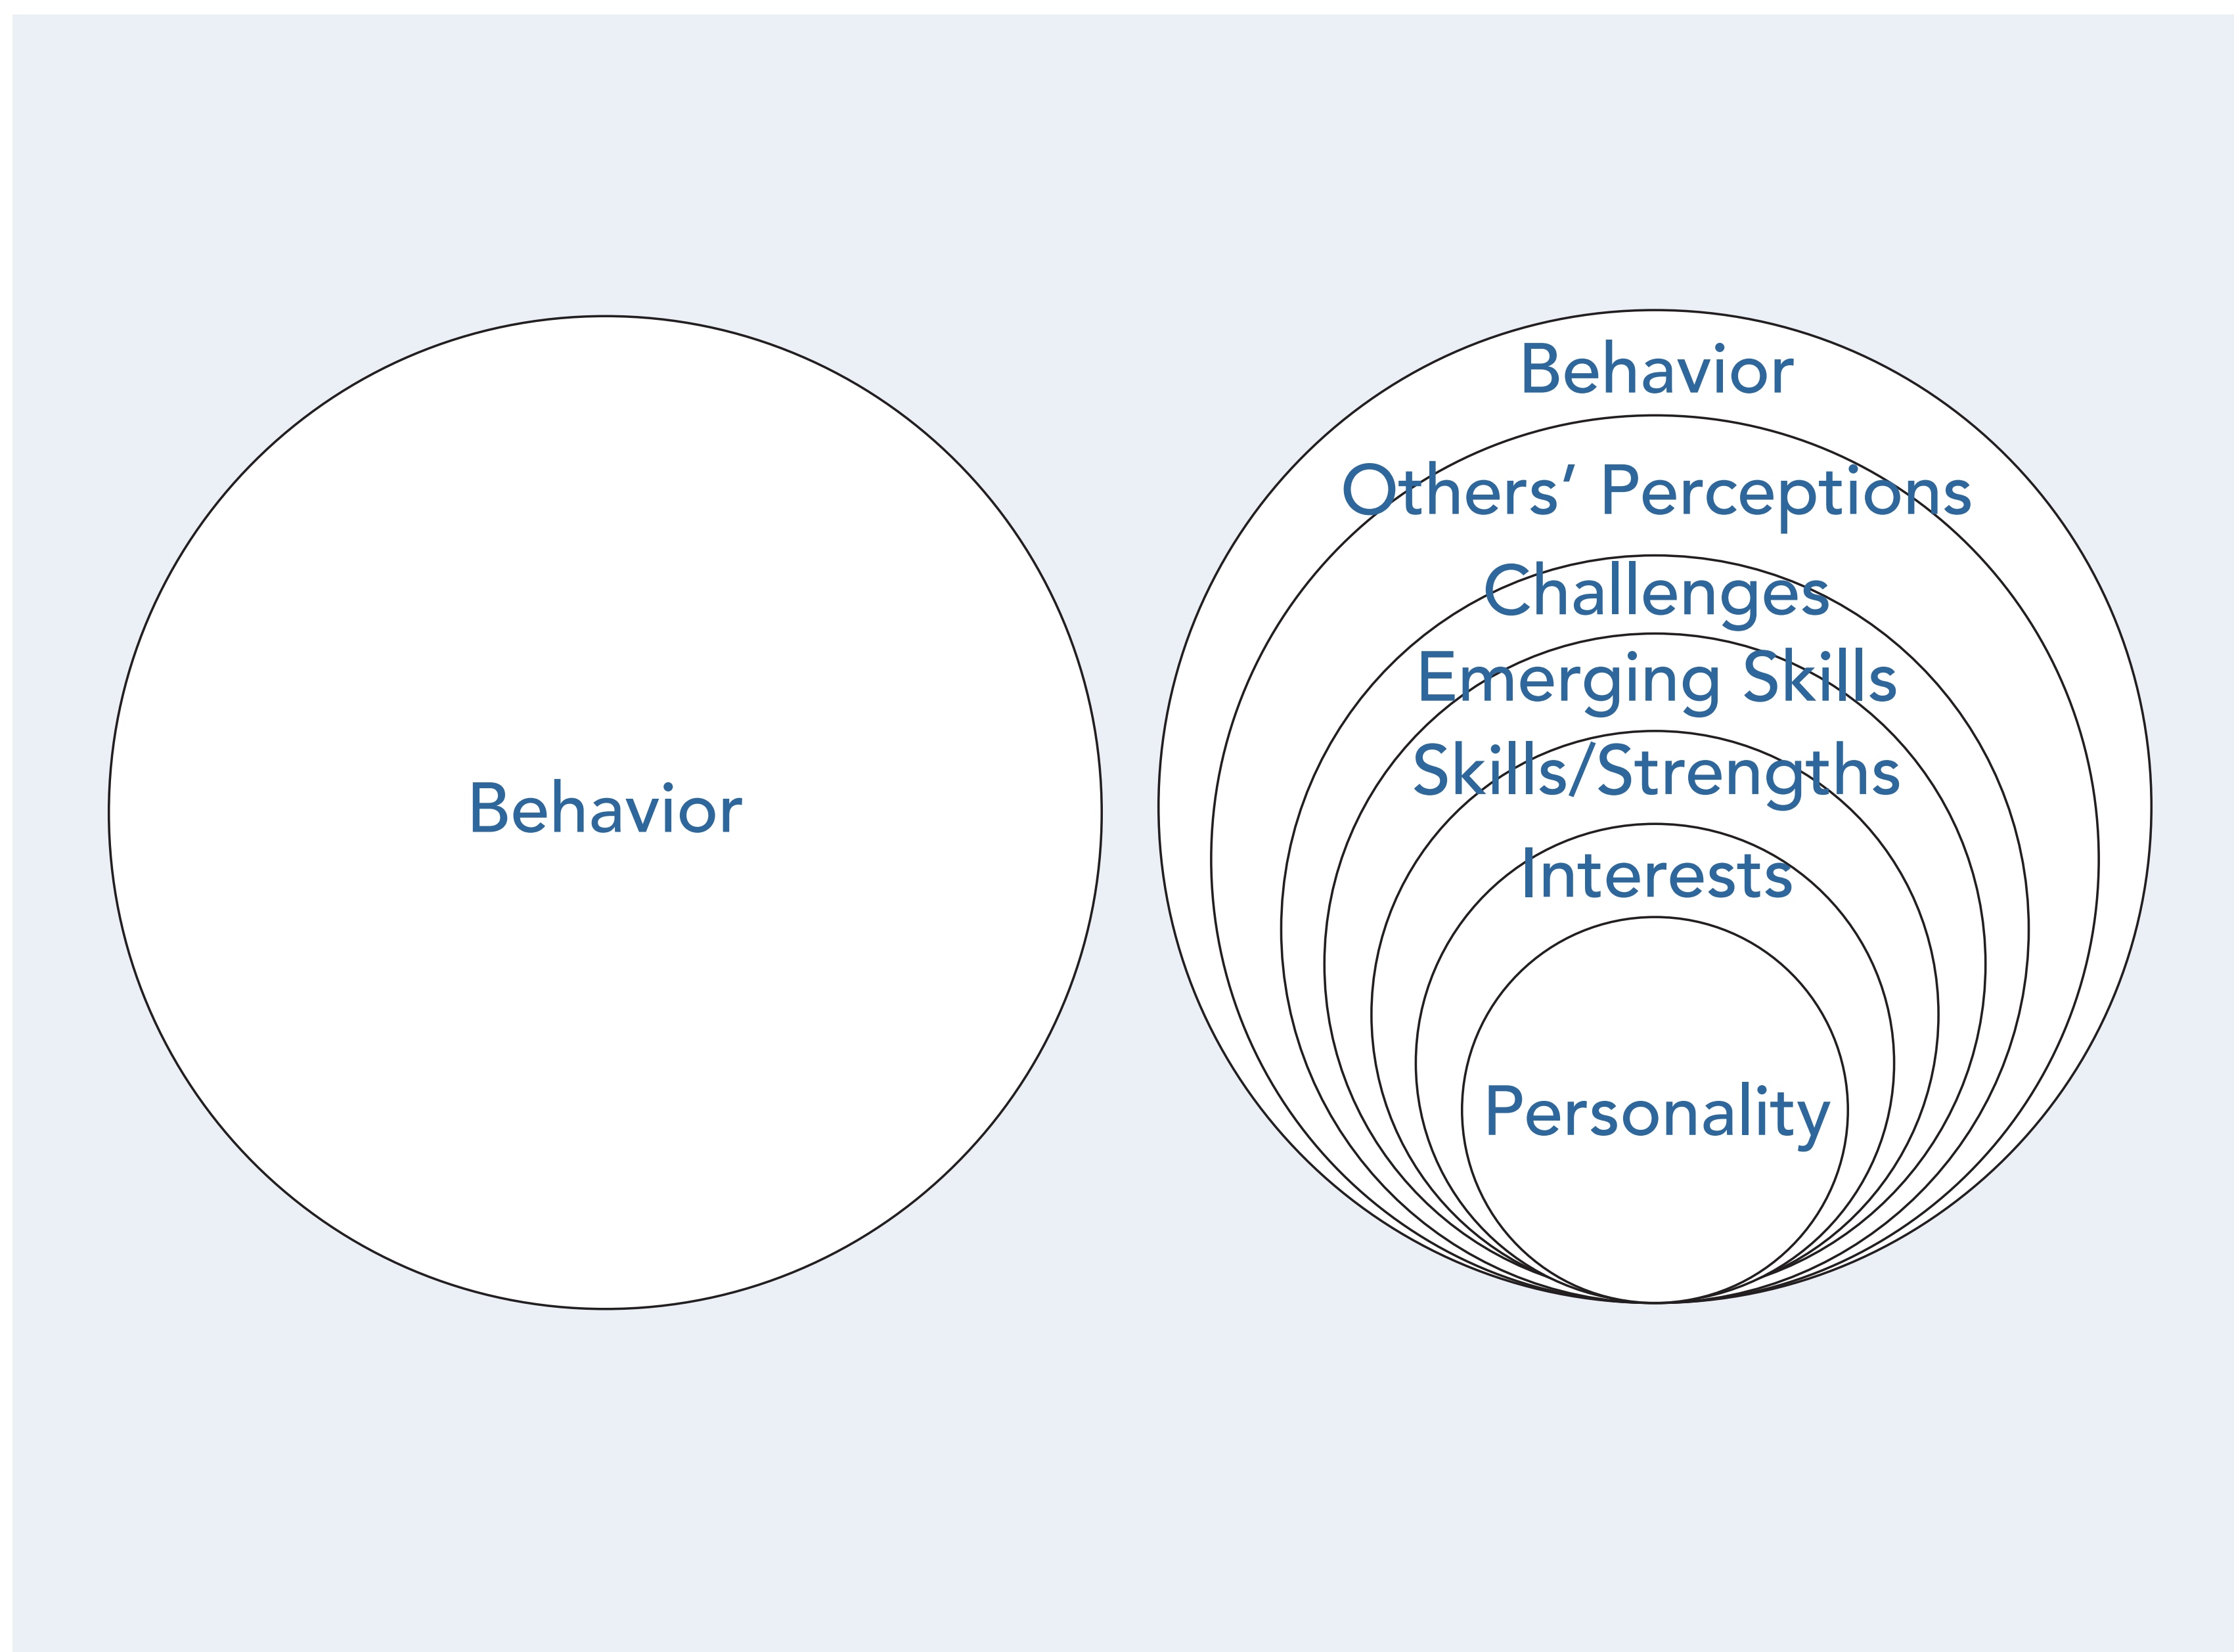 Behavior
Behavior
Others‘ Perceptions
Challenges
Emerging Skills
Skills/Strengths
Interests
Personality